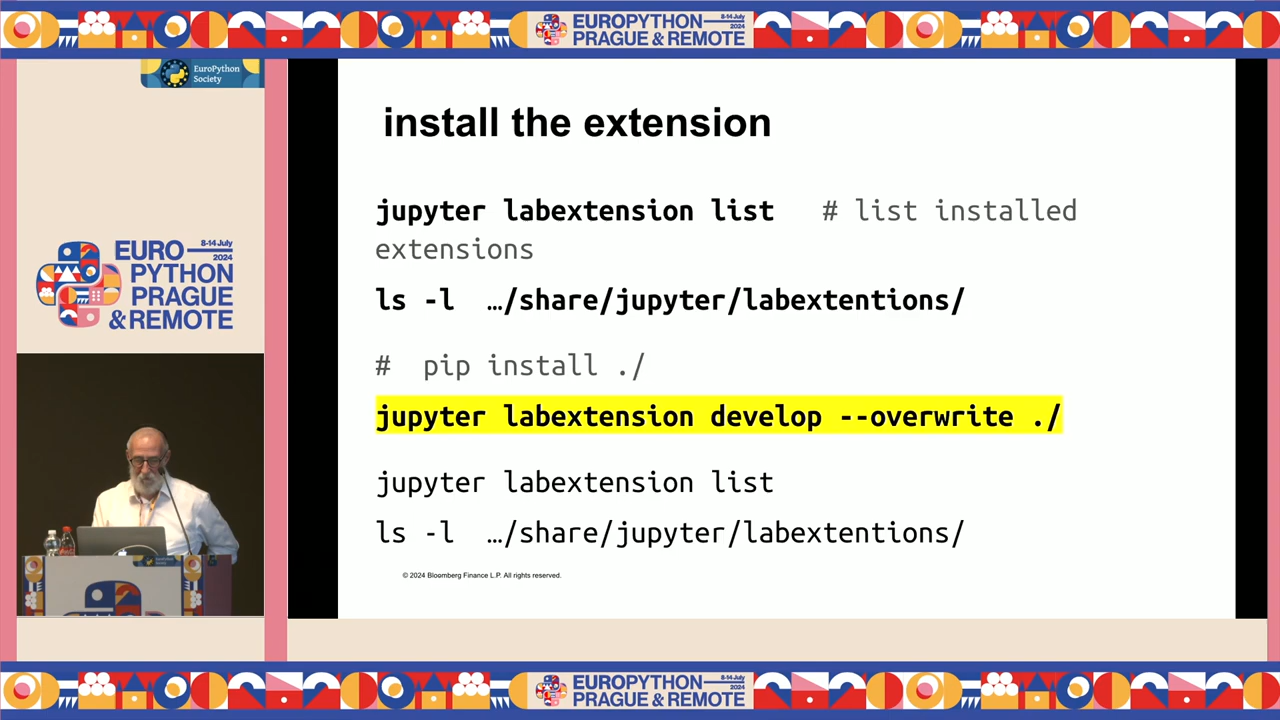 EUROPYTHON
8-14 July
2024
PRAGUE & REMOTE
EuroPython
Society
install the extension
jupyter labextension list # list installed
extensions
ls -l …/share/jupyter/labextentions/
# pip install ./
jupyter labextension develop --overwrite ./
jupyter labextension list
ls -l …/share/jupyter/labextentions/
© 2024 Bloomberg Finance L.P. All rights reserved.
EURO
8-14 July
2024
PYTHON
PRAGUE
& REMOTE
EUROPYTHON
8-14 July
2024
PRAGUE & REMOTE